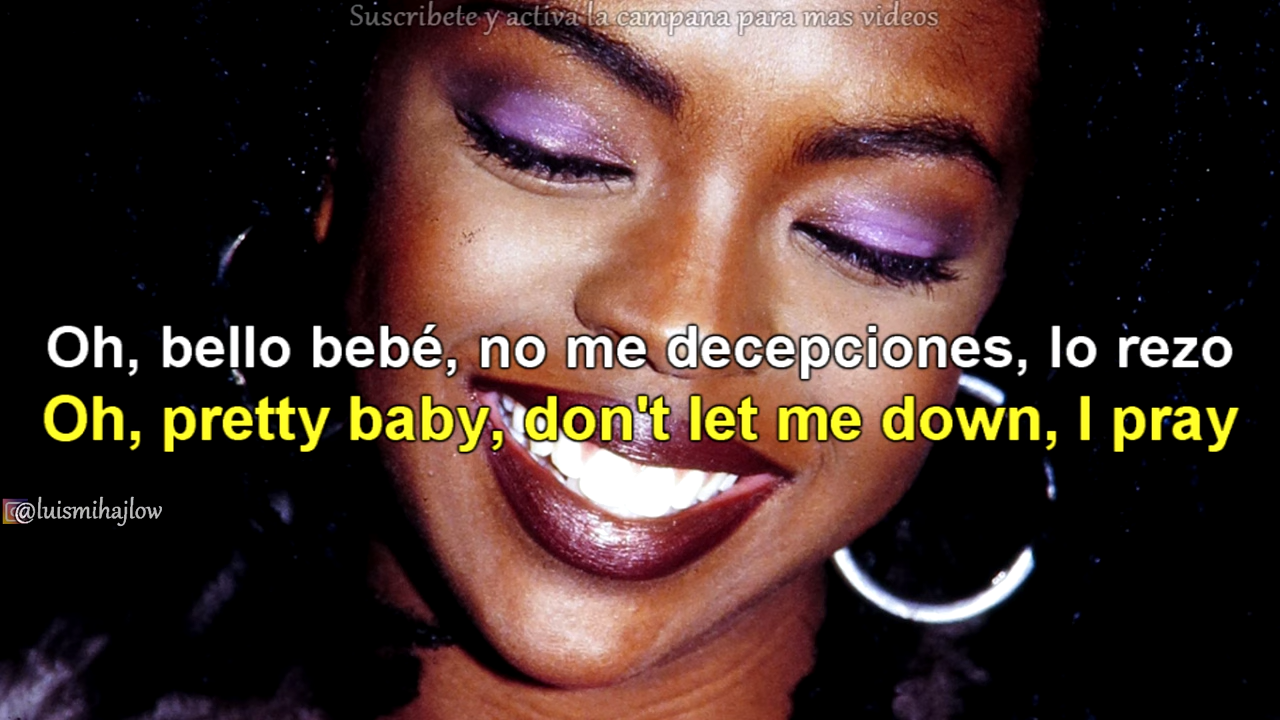 Suscribete y activa la campana para mas videos
Oh, bello bebé, no me decepciones, lo rezo
Oh, pretty baby, don't let me down, I pray
@luismihajlow